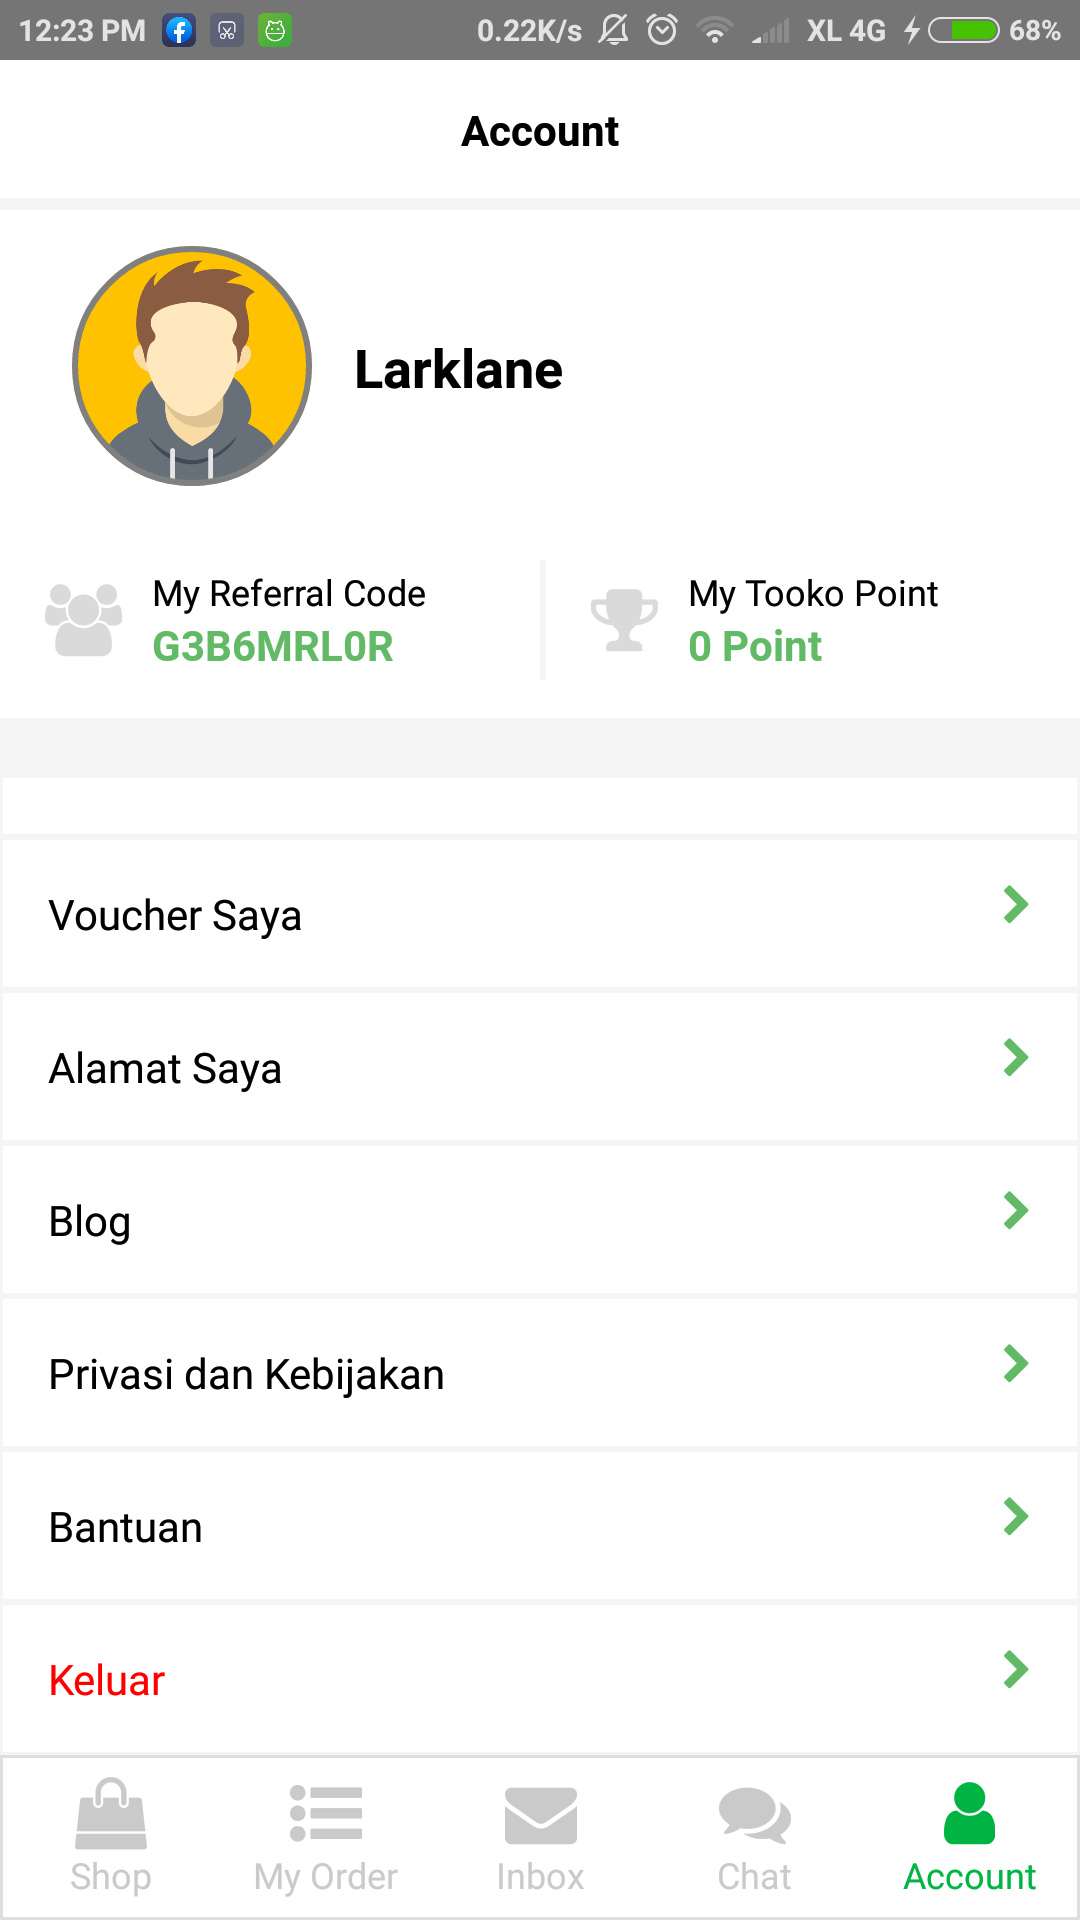 12:23 PM 0.22K/s XL 4G 68%
Account
Larklane
My Referral Code
G3B6MRL0R
My Tooko Point
0 Point
Voucher Saya
Alamat Saya
Blog
Privasi dan Kebijakan
Bantuan
Keluar
Shop My Order Inbox Chat Account